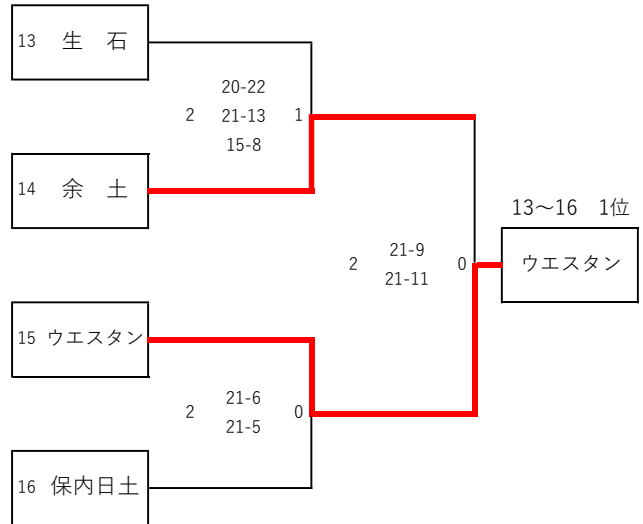 13 生　石
20-22
2 21-13 1
15-8
14 余　土
13～16　1位
21-9
2 0
21-11
ウエスタン
15 ウエスタン
21-6
2 0
21-5
16 保内日土